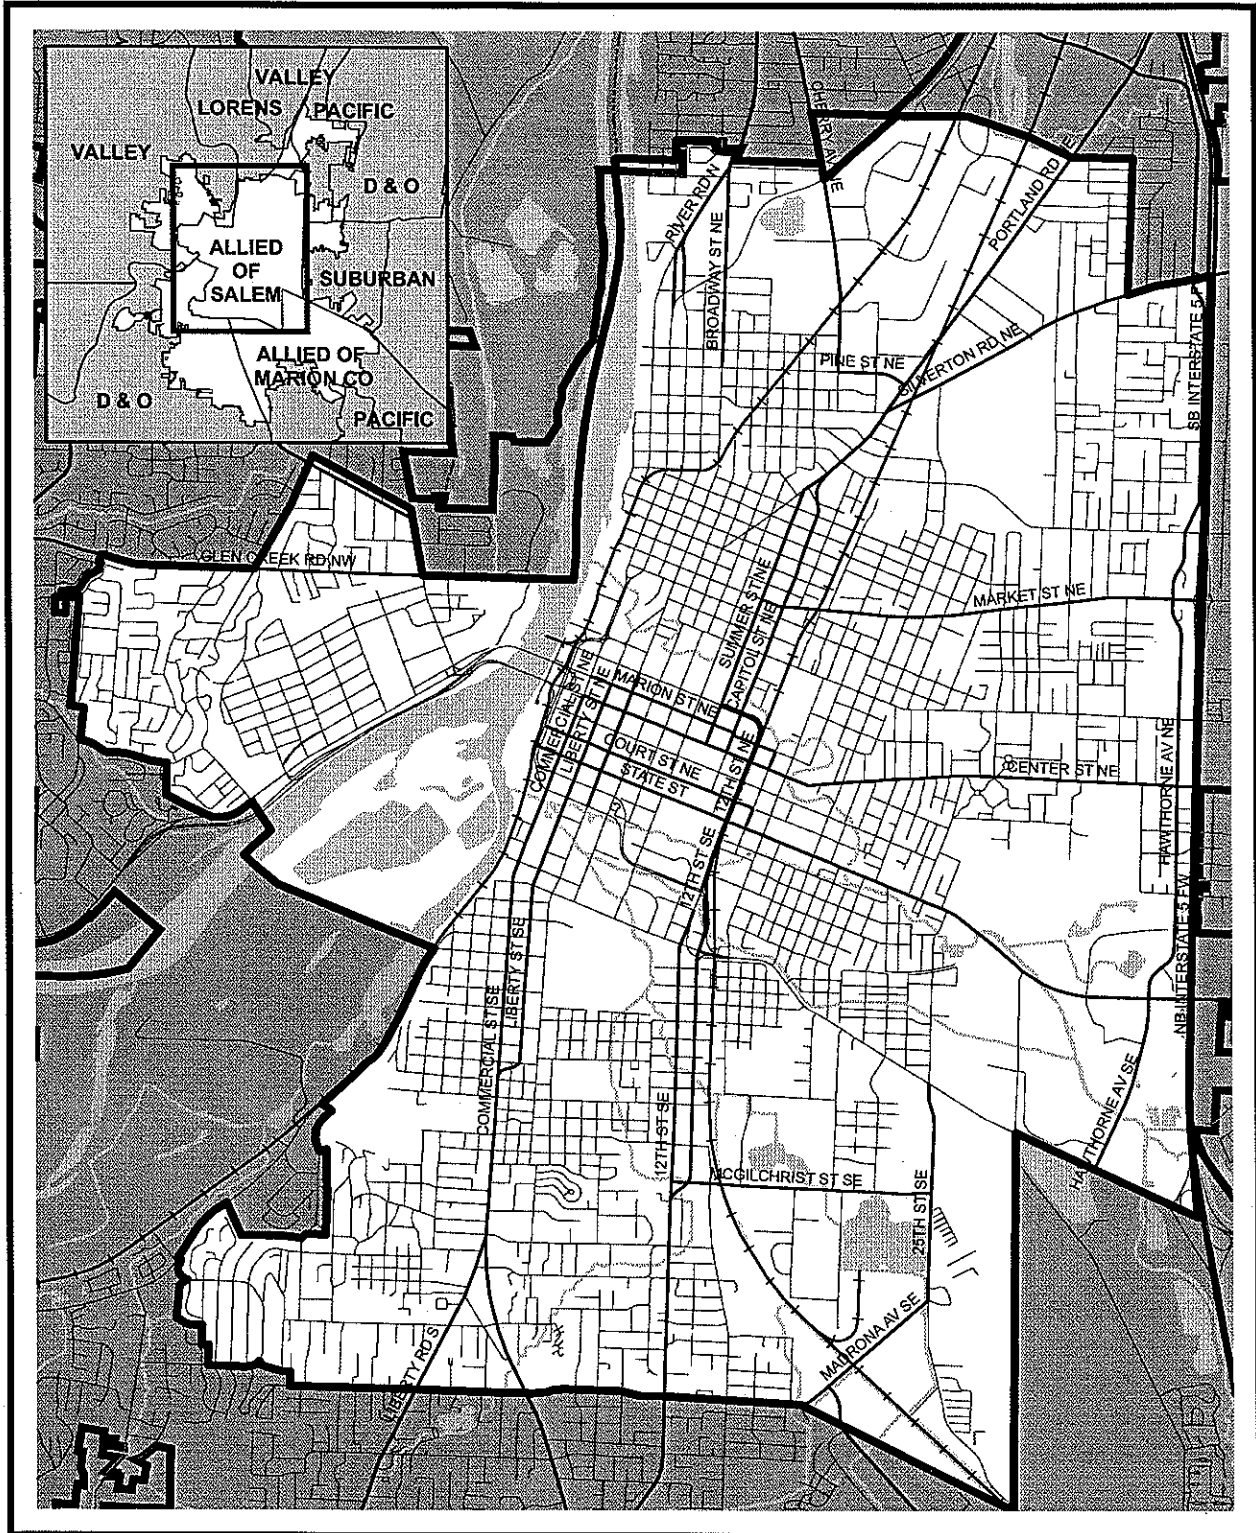 VALLEY
LORENS
PACIFIC
VALLEY
D & O
ALLIED
OF
SALEM
SUBURBAN
ALLIED OF
MARION CO
D & O
PACIFIC
CHERRY AV NE
RIVER RD N
BROADWAY ST NE
PORTLAND RD NE
PINE ST NE
SILVERTON RD NE
SB INTERSTATE 5 FW
GLEN CREEK RD NW
MARKET ST NE
SUMMER ST NE
CAPITOL ST NE
COMMERCIAL ST NE
LIBERTY ST NE
MARION ST NE
COURT ST NE
STATE ST
12TH ST NE
CENTER ST NE
HAWTHORNE AV NE
12TH ST SE
NB INTERSTATE 5 FW
LIBERTY ST SE
COMMERCIAL ST SE
12TH ST SE
HAWTHORNE AV SE
MCGILCHRIST ST SE
25TH ST SE
MADRONA AV SE
LIBERTY RD S